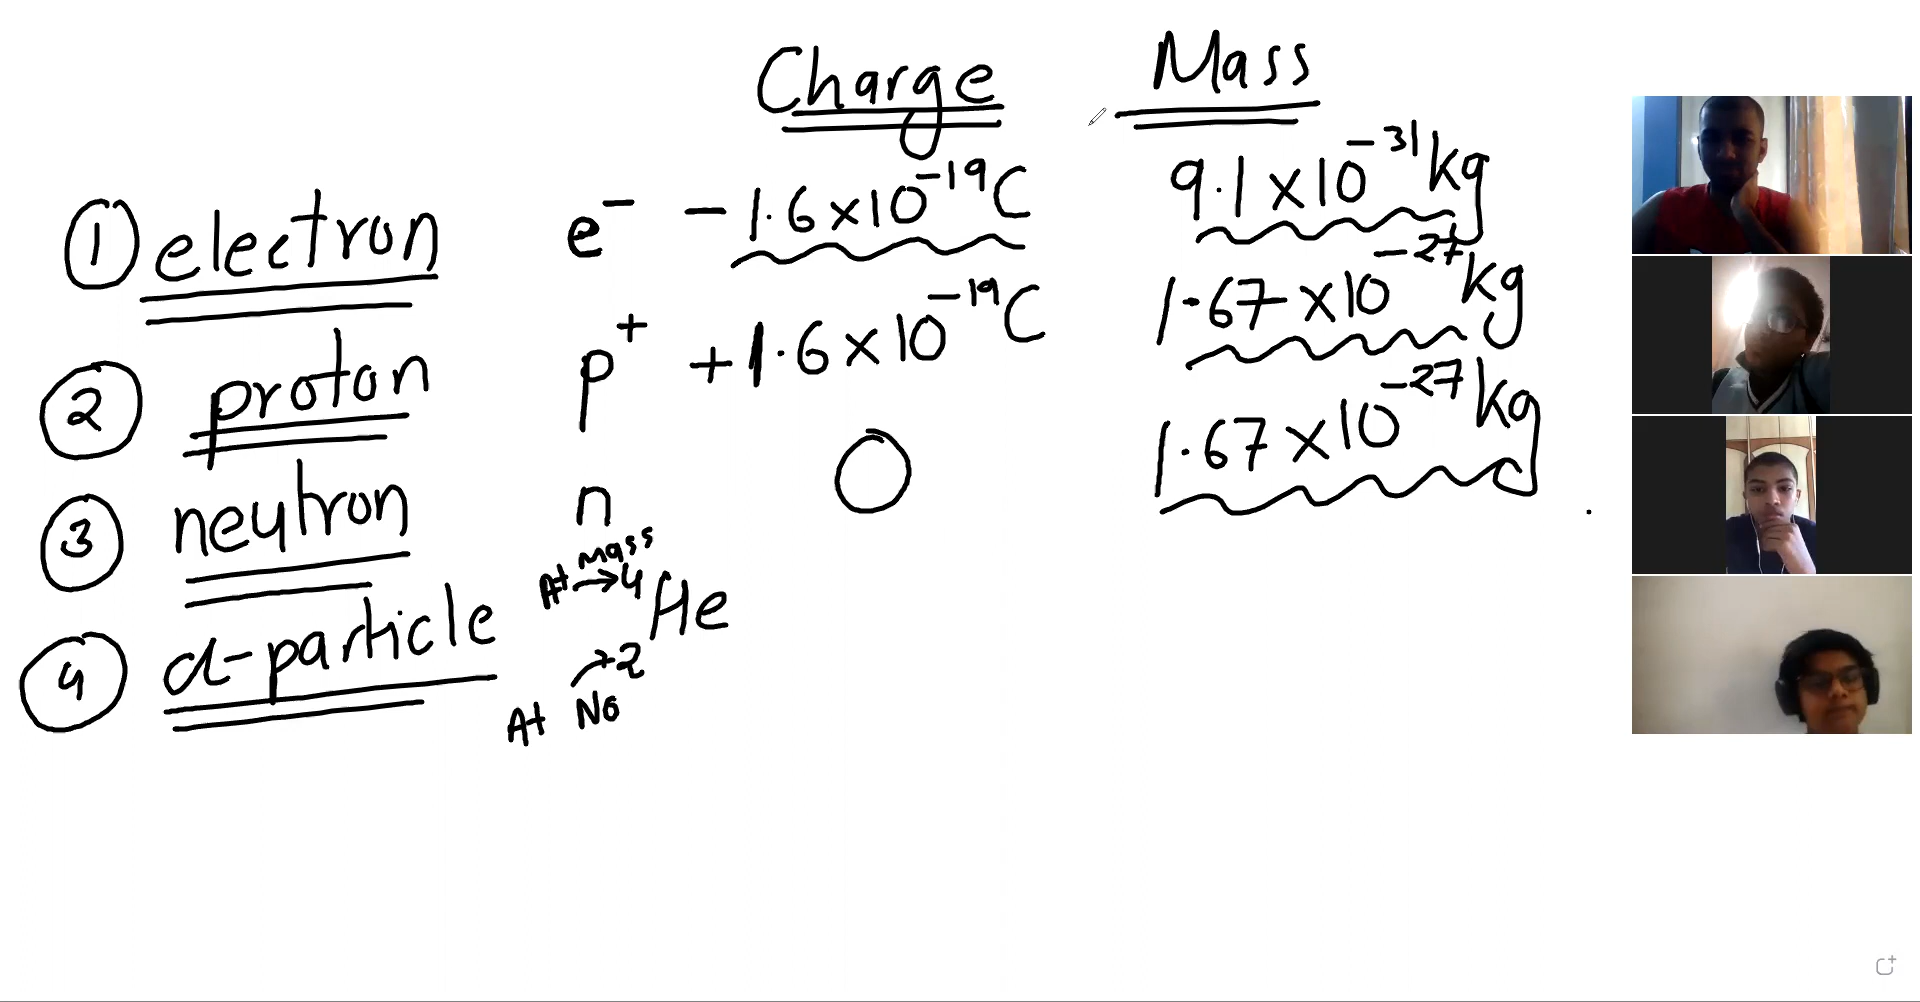 Charge Mass
① electron e⁻ −1.6×10⁻¹⁹C 9.1×10⁻³¹kg
② proton p⁺ +1.6×10⁻¹⁹C 1.67×10⁻²⁷kg
③ neutron n 0 1.67×10⁻²⁷kg
At Mass → 4
④ α-particle He
At No → 2